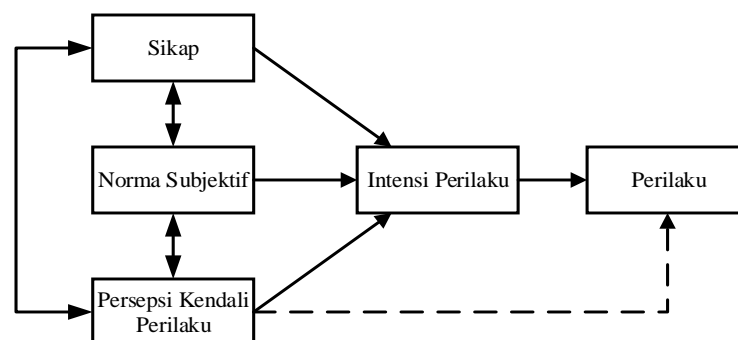 Sikap
Norma Subjektif
Intensi Perilaku
Perilaku
Persepsi Kendali
Perilaku